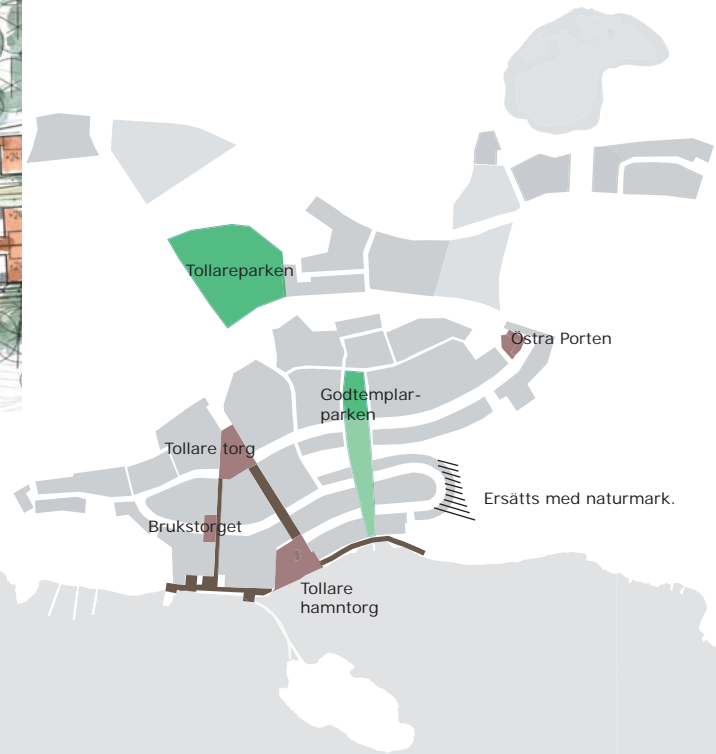 Tollareparken
Östra Porten
Godtemplar-
parken
Tollare torg
Ersätts med naturmark.
Brukstorget
Tollare
hamntorg